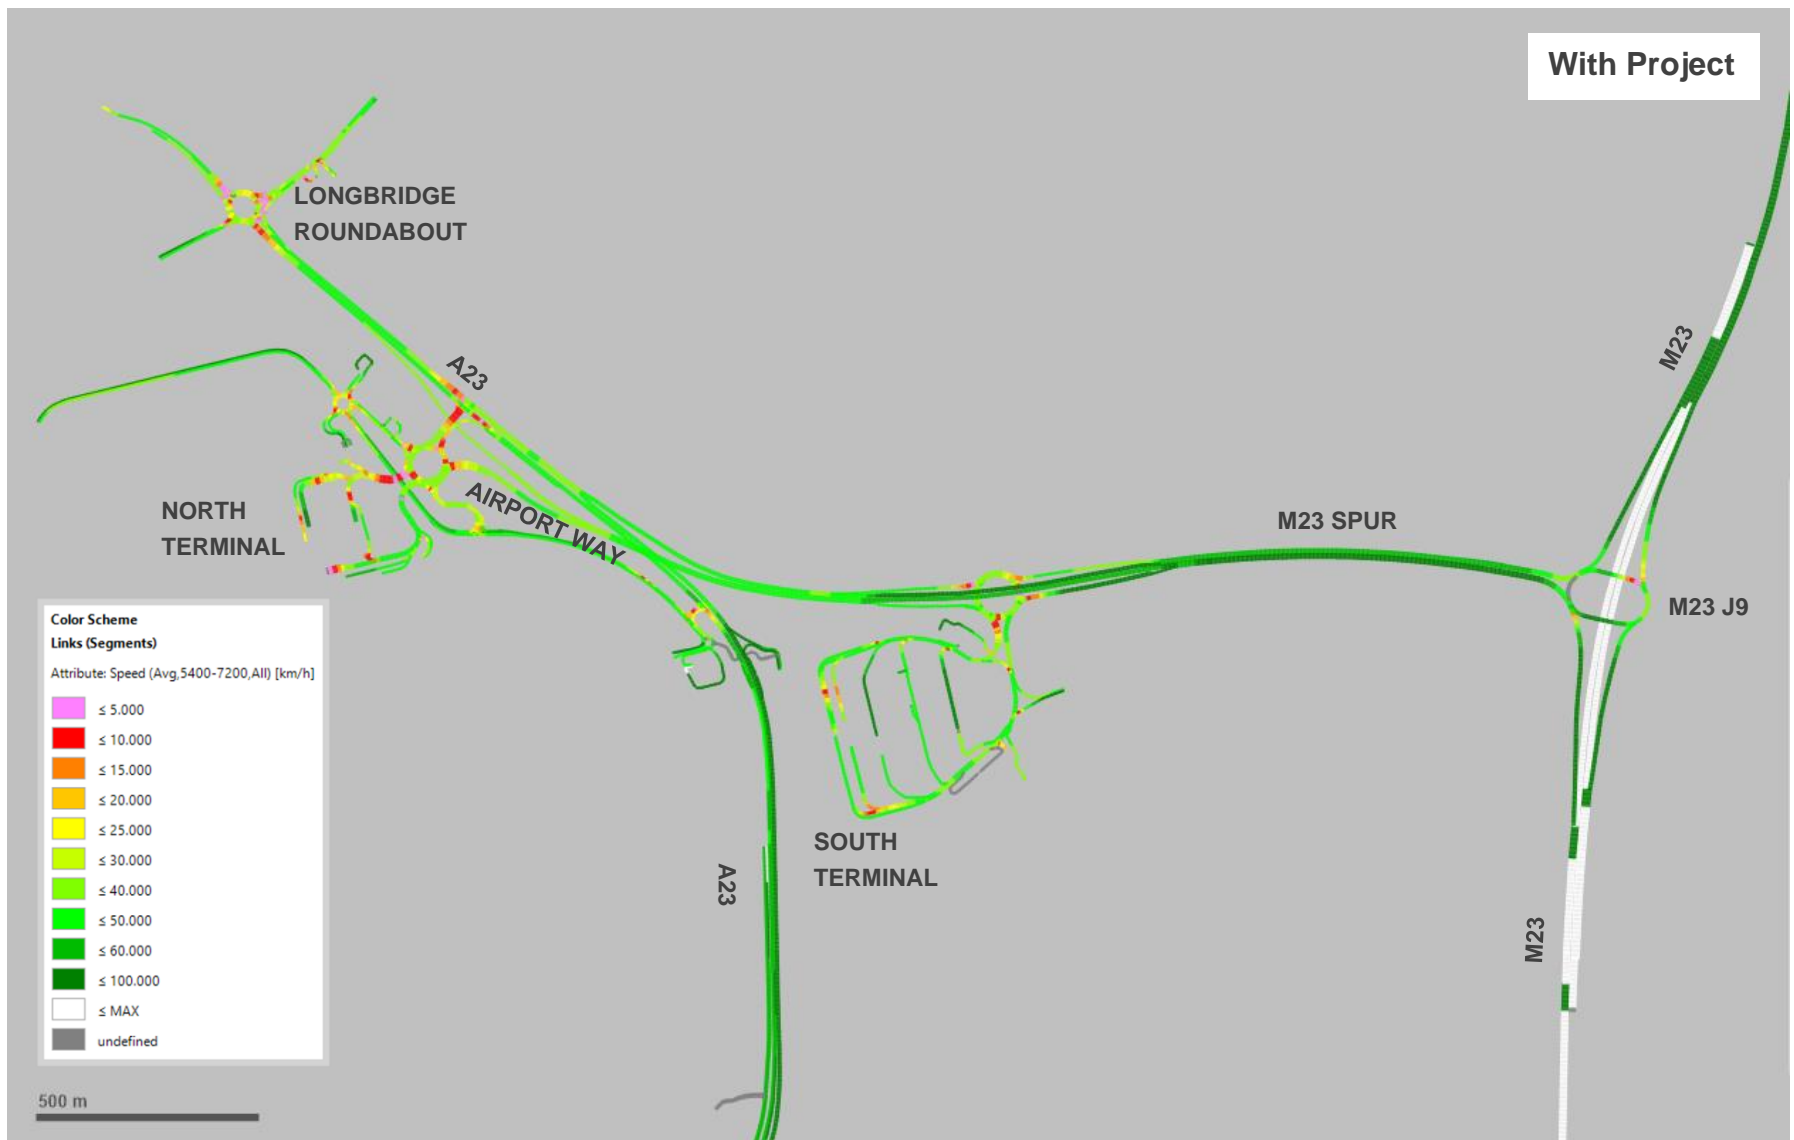 With Project
LONGBRIDGE
ROUNDABOUT
A23
M23
NORTH
TERMINAL
AIRPORT WAY
M23 SPUR
M23 J9
SOUTH
TERMINAL
A23
M23
Color Scheme
Links (Segments)
Attribute: Speed (Avg,5400-7200,All) [km/h]
≤ 5.000
≤ 10.000
≤ 15.000
≤ 20.000
≤ 25.000
≤ 30.000
≤ 40.000
≤ 50.000
≤ 60.000
≤ 100.000
≤ MAX
undefined
500 m